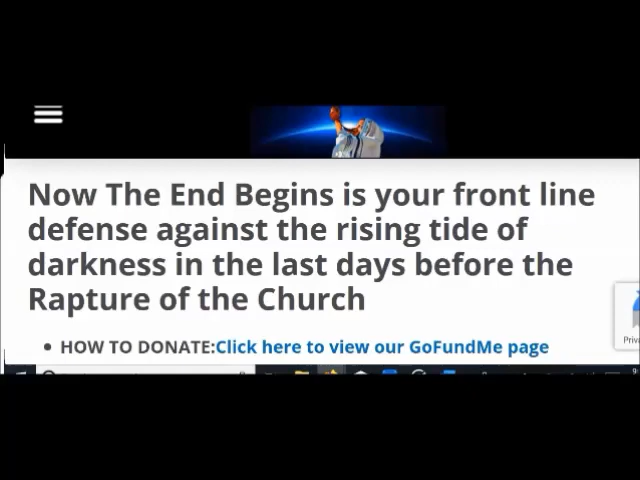 Now The End Begins is your front line
defense against the rising tide of
darkness in the last days before the
Rapture of the Church
• HOW TO DONATE:Click here to view our GoFundMe page